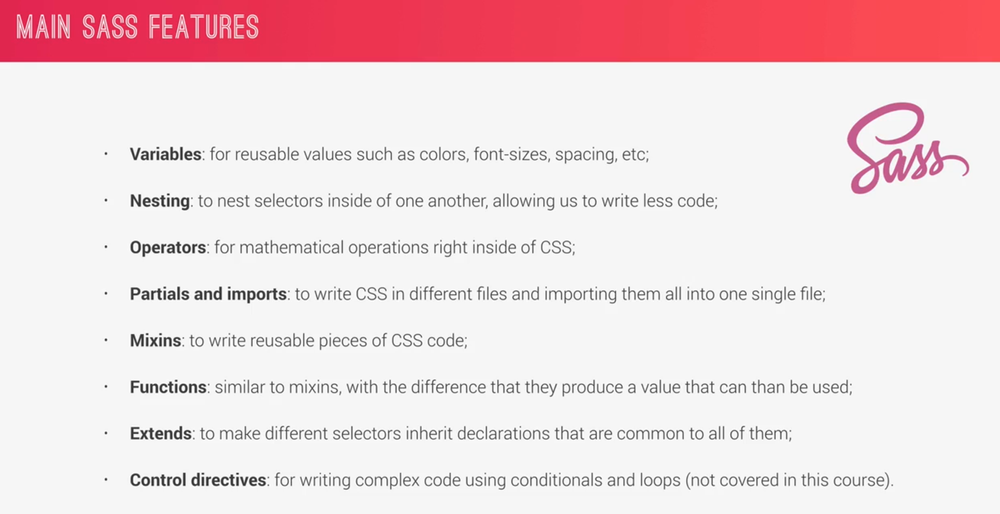 MAIN SASS FEATURES
Sass
· Variables: for reusable values such as colors, font-sizes, spacing, etc;
· Nesting: to nest selectors inside of one another, allowing us to write less code;
· Operators: for mathematical operations right inside of CSS;
· Partials and imports: to write CSS in different files and importing them all into one single file;
· Mixins: to write reusable pieces of CSS code;
· Functions: similar to mixins, with the difference that they produce a value that can than be used;
· Extends: to make different selectors inherit declarations that are common to all of them;
· Control directives: for writing complex code using conditionals and loops (not covered in this course).